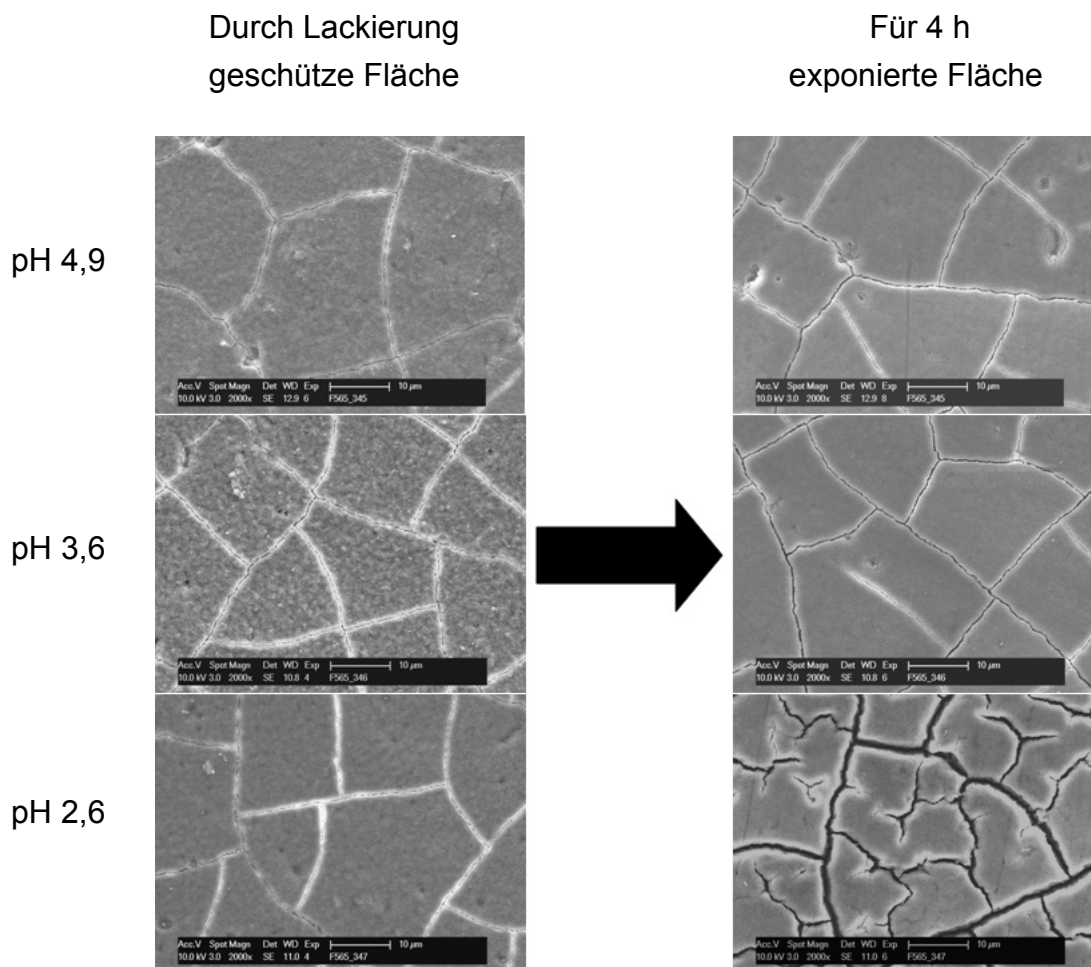 Durch Lackierung
geschütze Fläche
Für 4 h
exponierte Fläche
pH 4,9
Acc.V Spot Magn Det WD Exp 10 µm
10.0 kV 3.0 2000x SE 12.9 6 F565_345
Acc.V Spot Magn Det WD Exp 10 µm
10.0 kV 3.0 2000x SE 12.9 8 F565_345
pH 3,6
Acc.V Spot Magn Det WD Exp 10 µm
10.0 kV 3.0 2000x SE 10.8 4 F565_346
Acc.V Spot Magn Det WD Exp 10 µm
10.0 kV 3.0 2000x SE 10.8 6 F565_346
pH 2,6
Acc.V Spot Magn Det WD Exp 10 µm
10.0 kV 3.0 2000x SE 11.0 4 F565_347
Acc.V Spot Magn Det WD Exp 10 µm
10.0 kV 3.0 2000x SE 11.0 6 F565_347